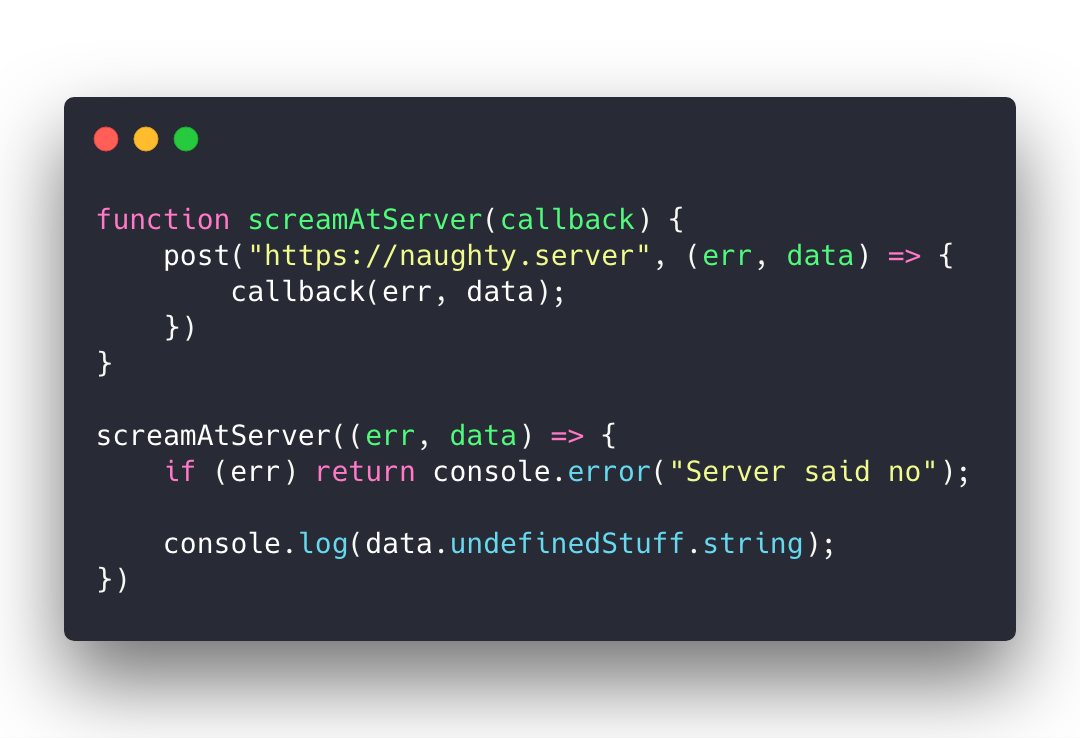 function screamAtServer(callback) {
    post("https://naughty.server", (err, data) => {
        callback(err, data);
    })
}

screamAtServer((err, data) => {
    if (err) return console.error("Server said no");

    console.log(data.undefinedStuff.string);
})